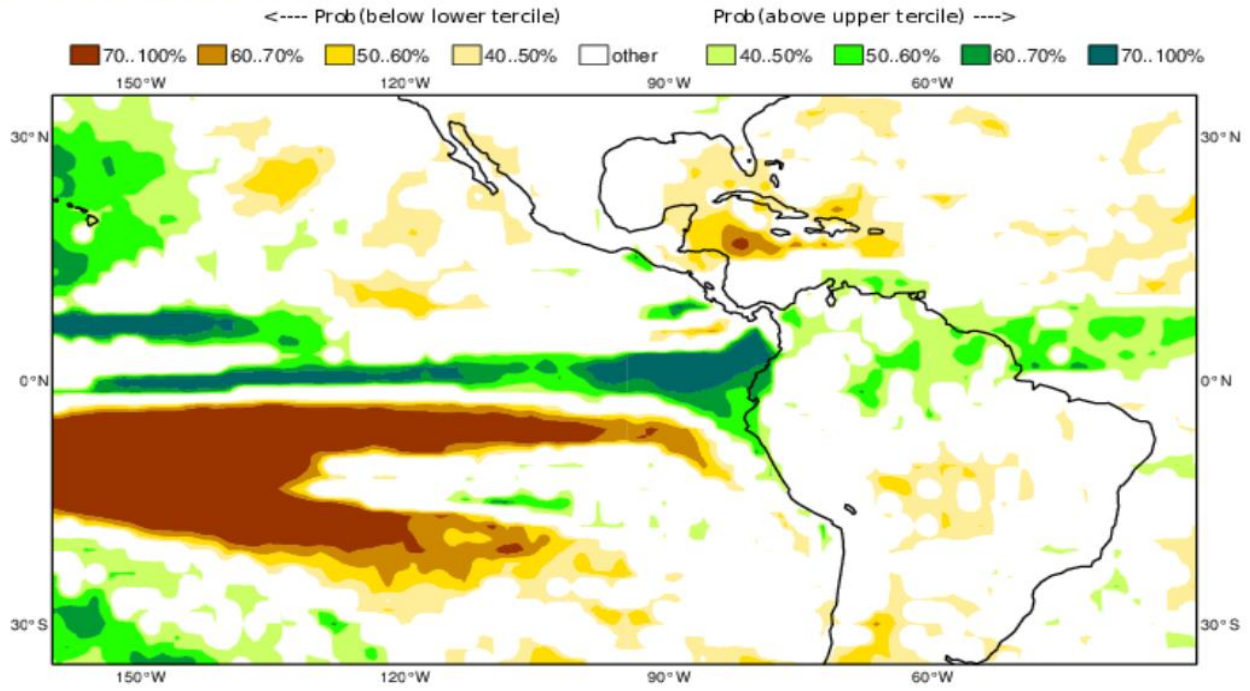 <---- Prob(below lower tercile) Prob(above upper tercile) ---->
70..100% 60..70% 50..60% 40..50% other 40..50% 50..60% 60..70% 70..100%
150°W 120°W 90°W 60°W
30°N 30°N
0°N 0°N
30°S 30°S
150°W 120°W 90°W 60°W